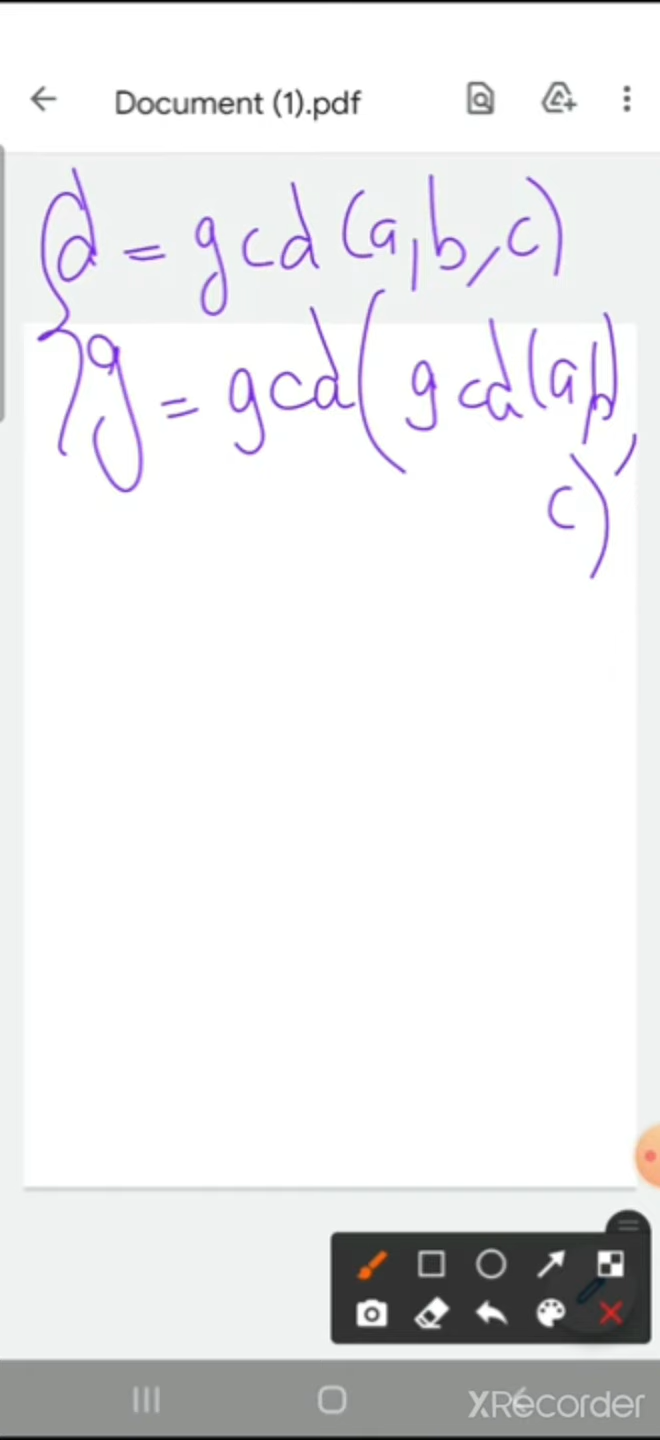 Document (1).pdf
d = gcd (a, b, c)
g = gcd( gcd(a,b),
c)
XRecorder